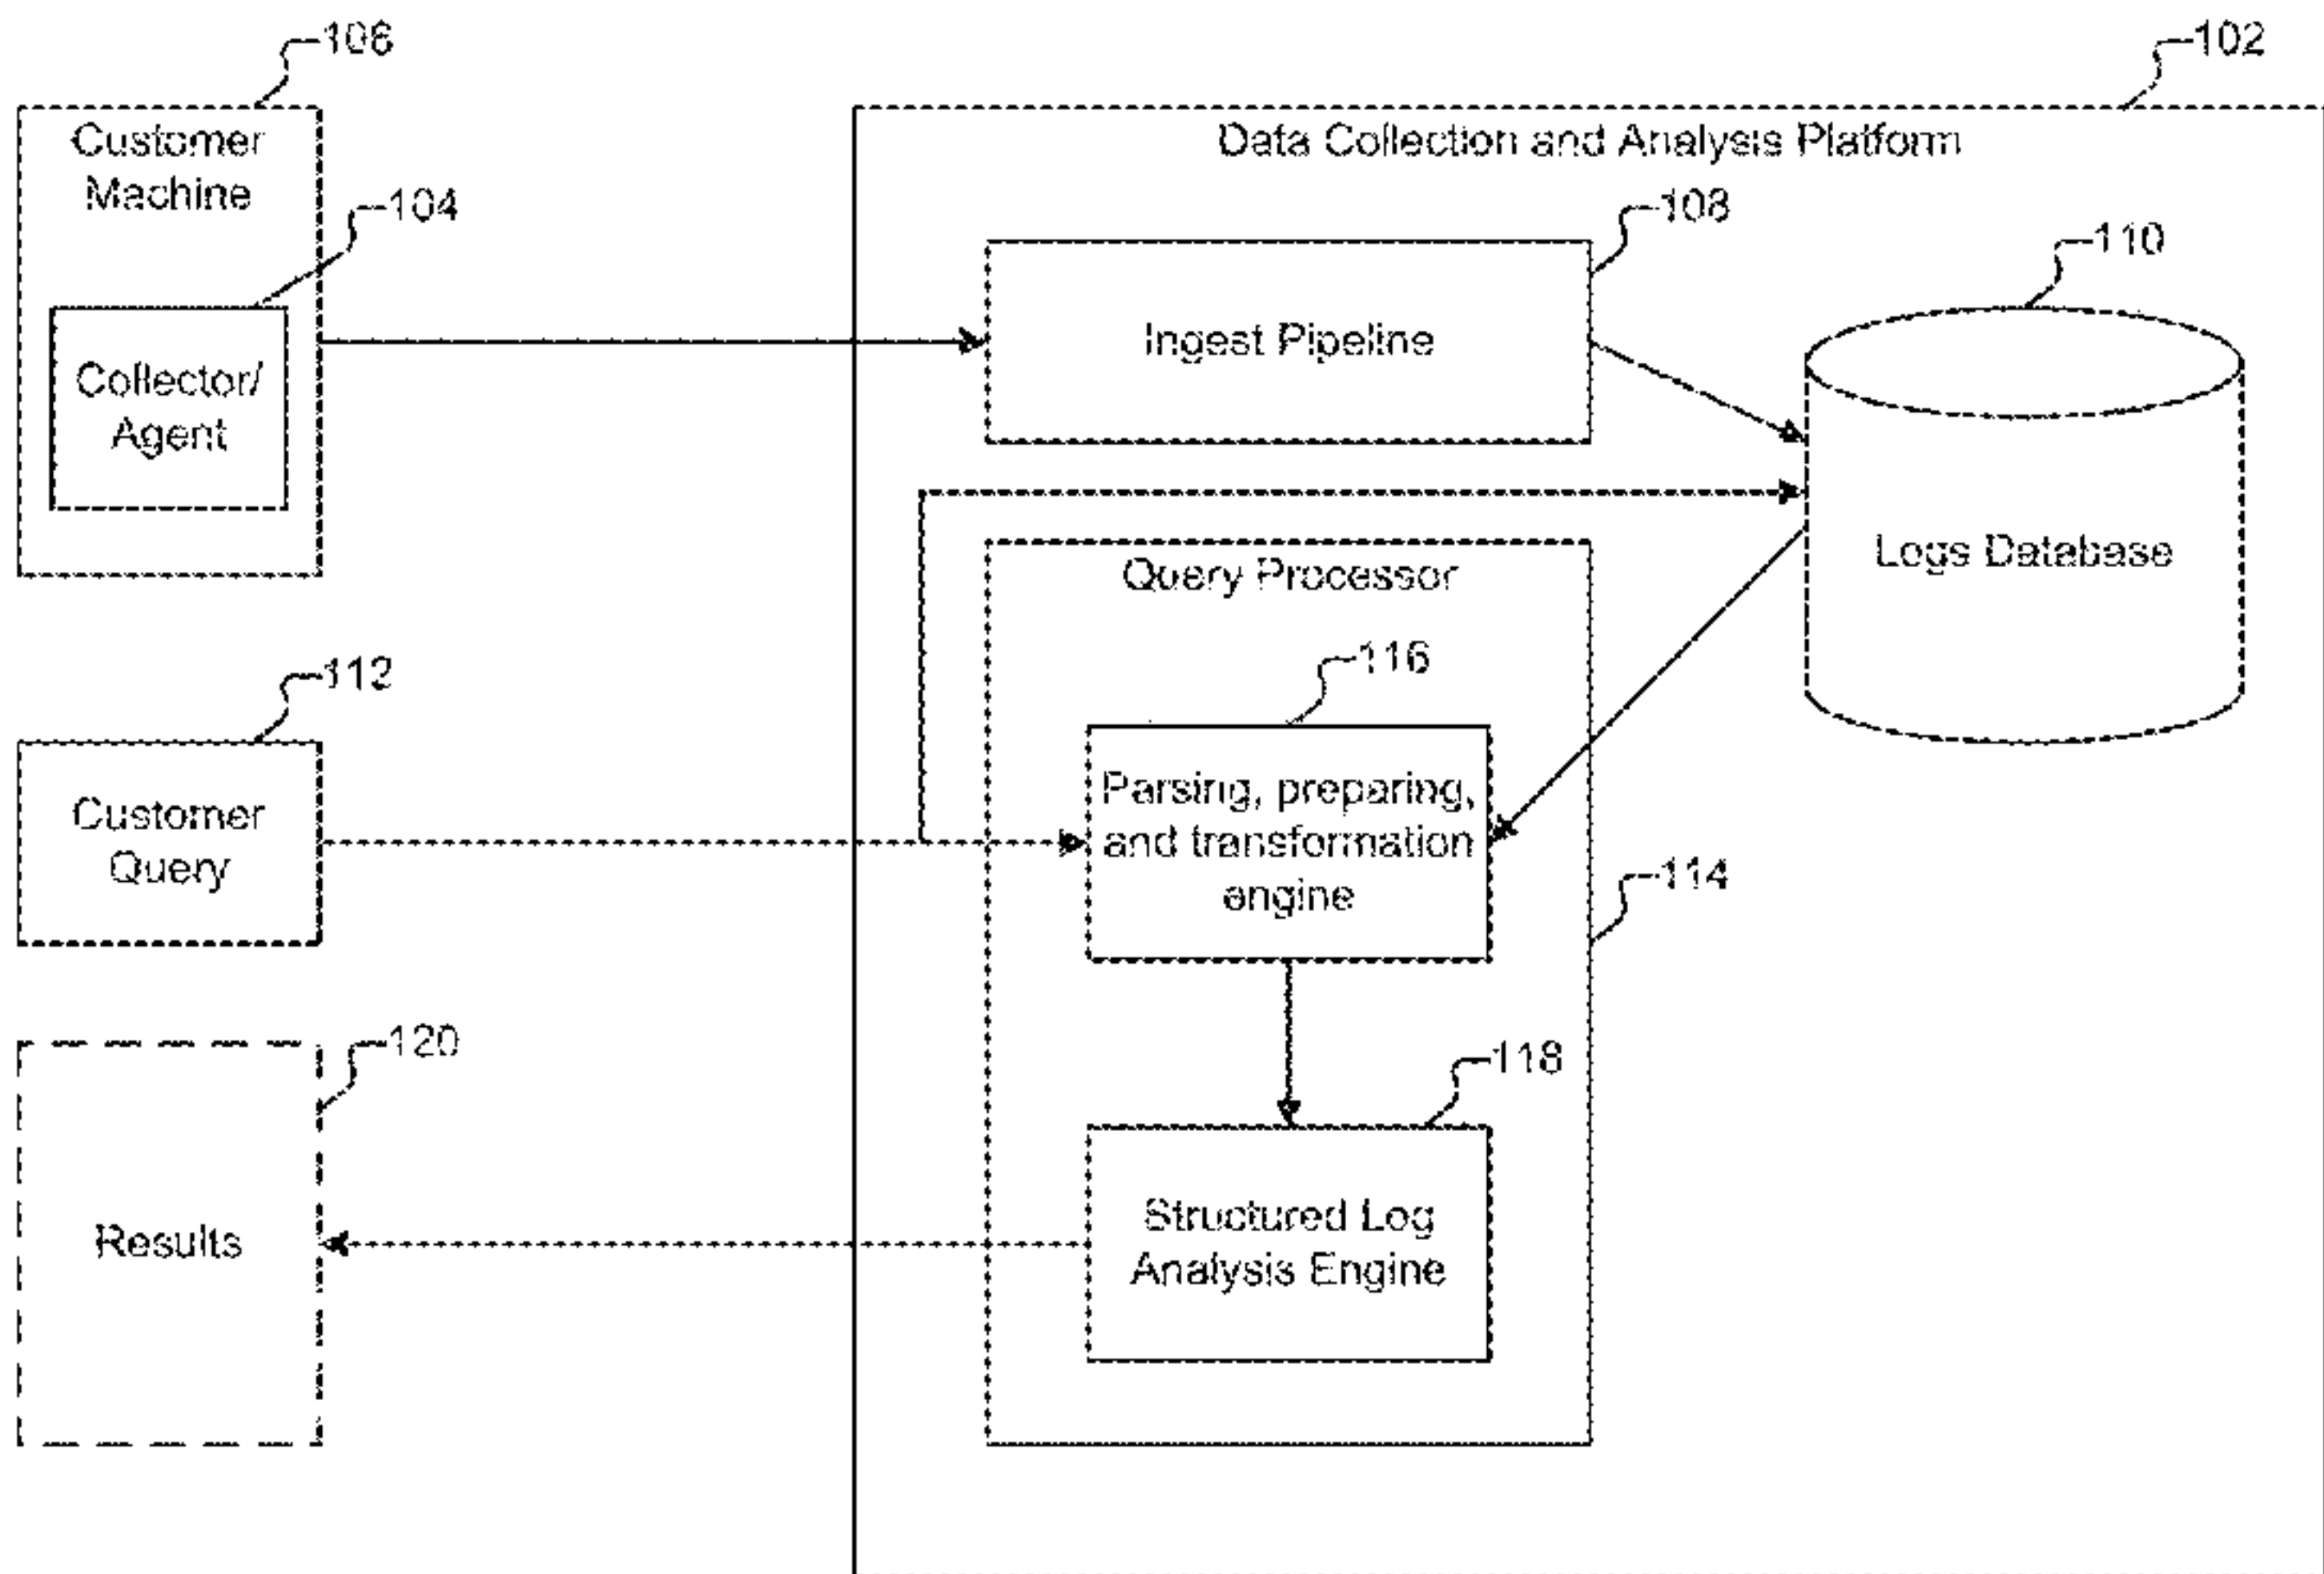 106
102
Customer
Machine
Data Collection and Analysis Platform
104
108
110
Collector/
Agent
Ingest Pipeline
Logs Database
Query Processor
112
116
Customer
Query
Parsing, preparing,
and transformation
engine
114
120
118
Results
Structured Log
Analysis Engine